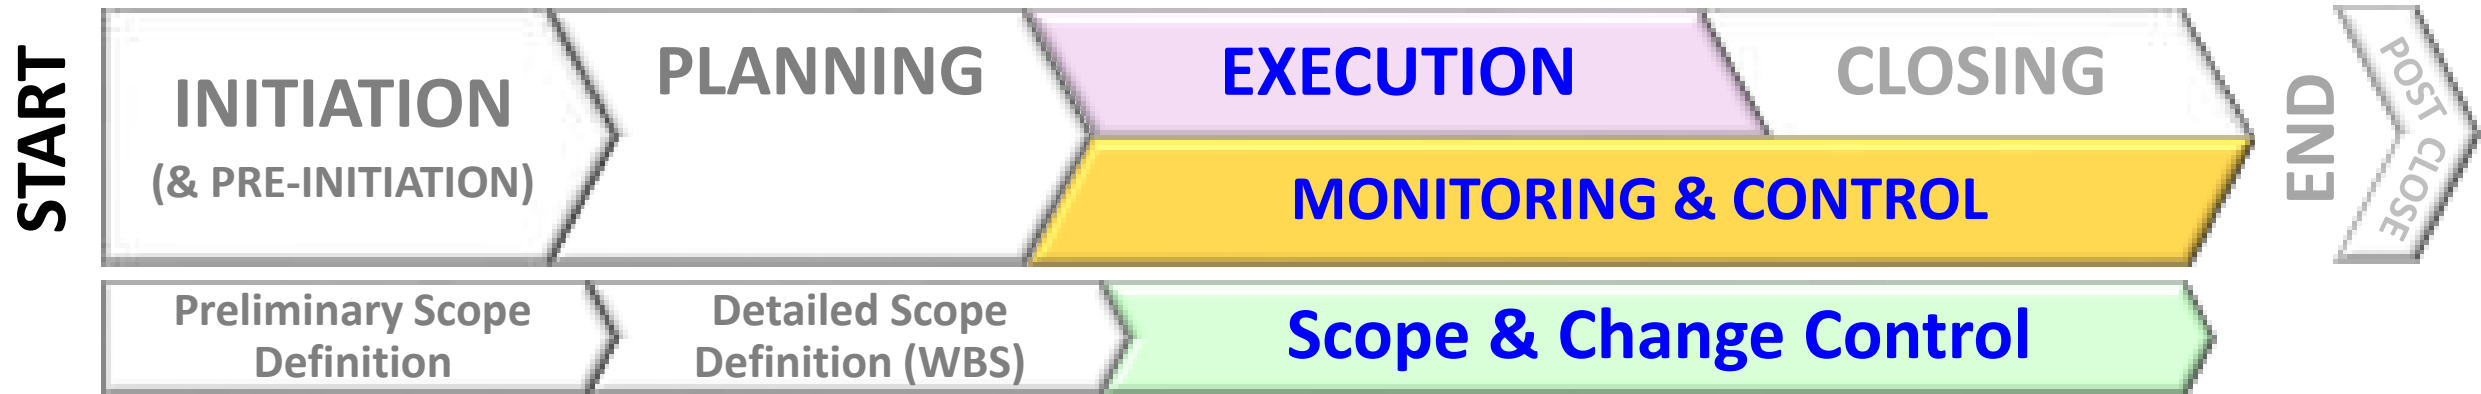 START
INITIATION
(& PRE-INITIATION)
PLANNING
EXECUTION
CLOSING
MONITORING & CONTROL
END
POST CLOSE
Preliminary Scope
Definition
Detailed Scope
Definition (WBS)
Scope & Change Control